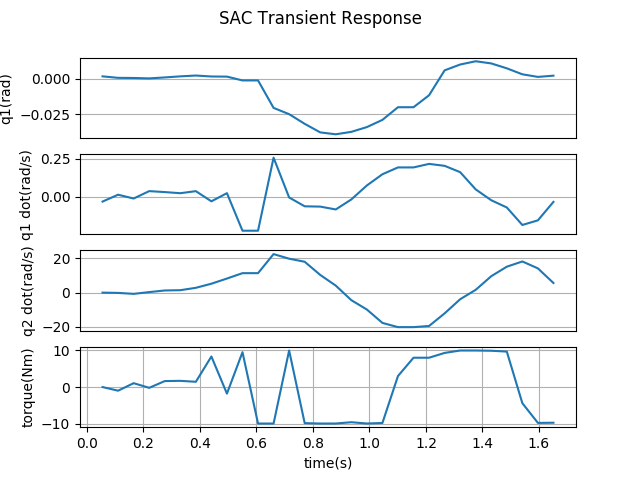 SAC Transient Response
q1(rad)
0.000
−0.025
q1 dot(rad/s)
0.25
0.00
q2 dot(rad/s)
20
0
−20
torque(Nm)
10
0
−10
0.0 0.2 0.4 0.6 0.8 1.0 1.2 1.4 1.6
time(s)